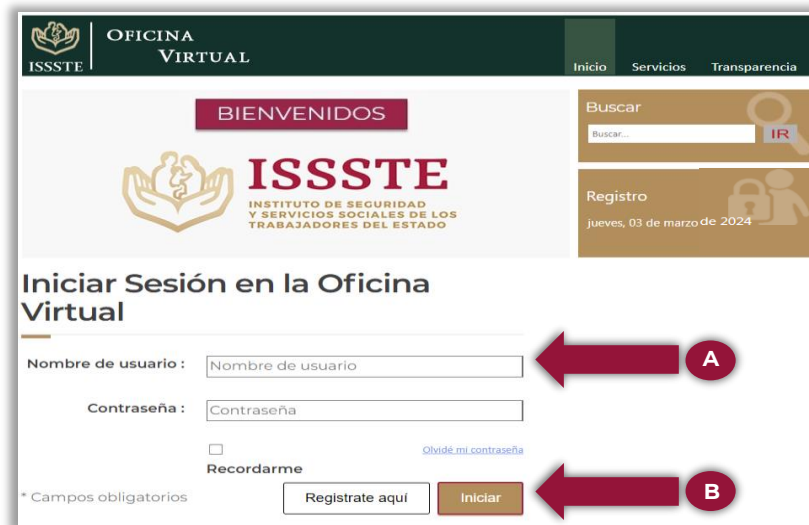 ISSSTE
OFICINA
VIRTUAL
Inicio Servicios Transparencia
BIENVENIDOS
ISSSTE
INSTITUTO DE SEGURIDAD
Y SERVICIOS SOCIALES DE LOS
TRABAJADORES DEL ESTADO
Buscar
Buscar... IR
Registro
jueves, 03 de marzo de 2024
Iniciar Sesión en la Oficina
Virtual
Nombre de usuario : Nombre de usuario A
Contraseña : Contraseña
Olvidé mi contraseña
Recordarme
* Campos obligatorios Registrate aquí Iniciar B